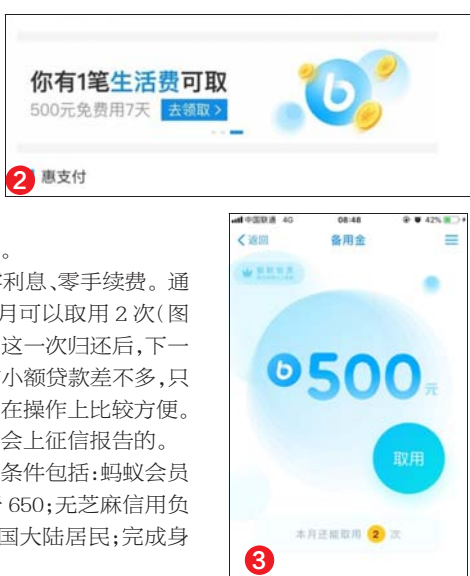 你有1笔生活费可取
500元免费用7天 去领取 >
惠支付
2
。
利息、零手续费。通
月可以取用 2 次(图
这一次归还后,下一
小额贷款差不多,只
在操作上比较方便。
会上征信报告的。
条件包括:蚂蚁会员
650;无芝麻信用负
国大陆居民;完成身
中国联通 4G 08:48 42%
返回 备用金
500元
取用
本月还能取用 2 次
3